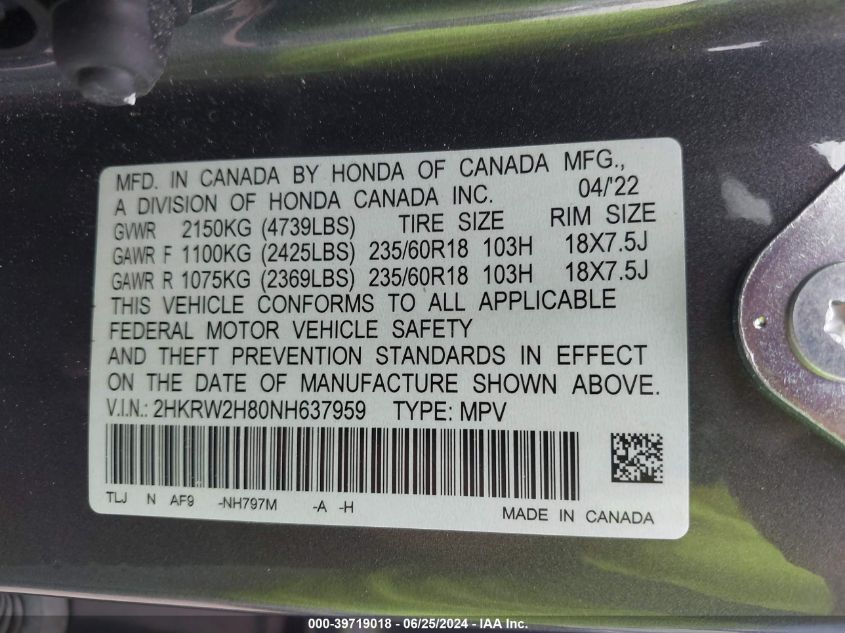 MFD. IN CANADA BY HONDA OF CANADA MFG.,
A DIVISION OF HONDA CANADA INC. 04/'22
GVWR 2150KG (4739LBS) TIRE SIZE RIM SIZE
GAWR F 1100KG (2425LBS) 235/60R18 103H 18X7.5J
GAWR R 1075KG (2369LBS) 235/60R18 103H 18X7.5J
THIS VEHICLE CONFORMS TO ALL APPLICABLE
FEDERAL MOTOR VEHICLE SAFETY
AND THEFT PREVENTION STANDARDS IN EFFECT
ON THE DATE OF MANUFACTURE SHOWN ABOVE.
V.I.N.: 2HKRW2H80NH637959 TYPE: MPV
TLJ N AF9 -NH797M -A -H
MADE IN CANADA
000-39719018 - 06/25/2024 - IAA Inc.